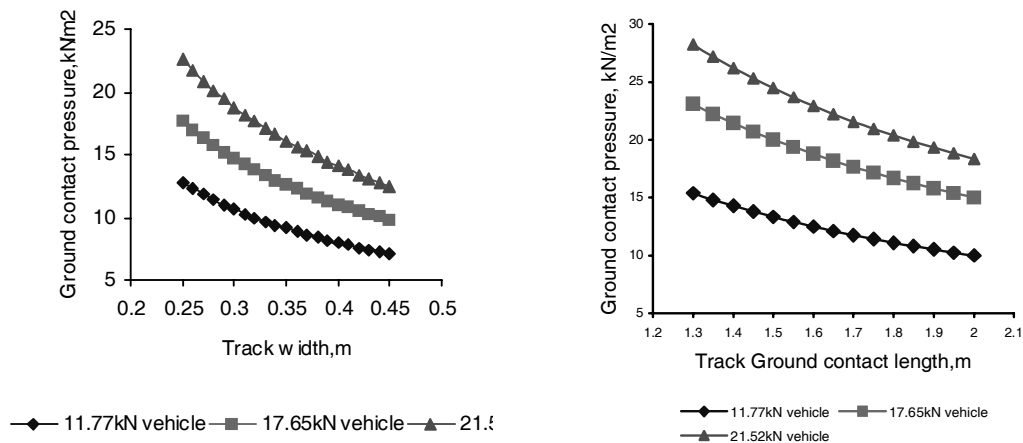 25
20
15
10
5
Ground contact pressure,kNm2
0.2 0.25 0.3 0.35 0.4 0.45 0.5
Track w idth,m
11.77kN vehicle 17.65kN vehicle
30
25
20
15
10
5
Ground contact pressure, kN/m2
1.2 1.3 1.4 1.5 1.6 1.7 1.8 1.9 2 2.1
Track Ground contact length,m
11.77kN vehicle 17.65kN vehicle
21.52kN vehicle